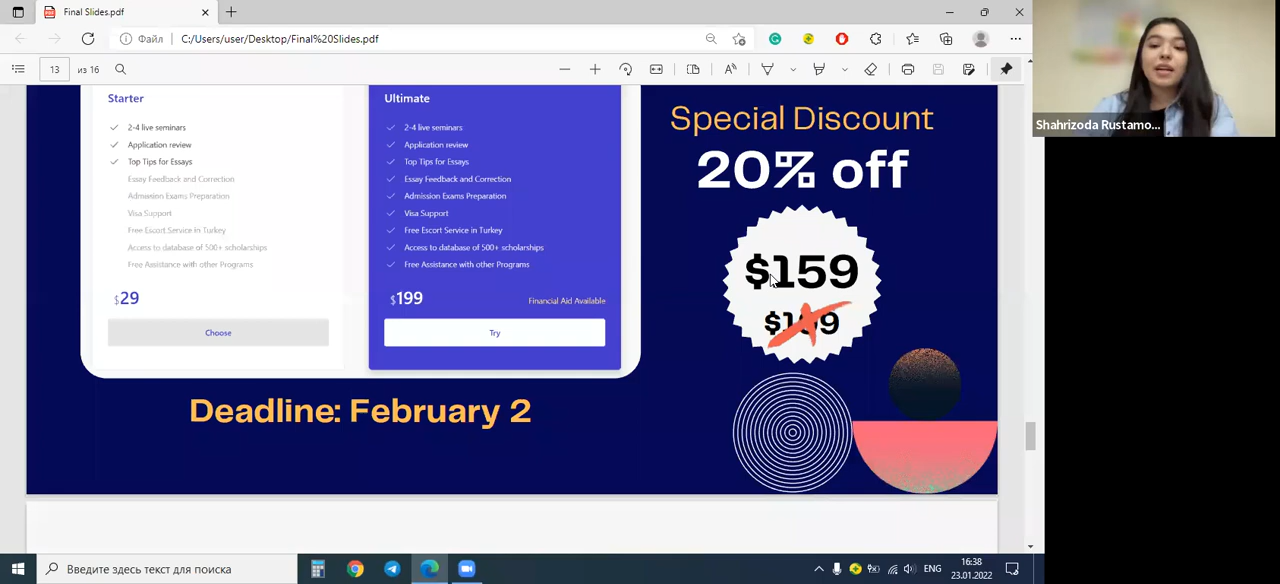 Final Slides.pdf
Файл
C:/Users/user/Desktop/Final%20Slides.pdf
13 из 16
Shahrizoda Rustamo...
Starter
2-4 live seminars
Application review
Top Tips for Essays
Essay Feedback and Correction
Admission Exams Preparation
Visa Support
Free Escort Service in Turkey
Access to database of 500+ scholarships
Free Assistance with other Programs
$29
Choose
Ultimate
2-4 live seminars
Application review
Top Tips for Essays
Essay Feedback and Correction
Admission Exams Preparation
Visa Support
Free Escort Service in Turkey
Access to database of 500+ scholarships
Free Assistance with other Programs
$199
Financial Aid Available
Try
Special Discount
20% off
$159
$199
Deadline: February 2
Введите здесь текст для поиска
ENG
16:38
23.01.2022